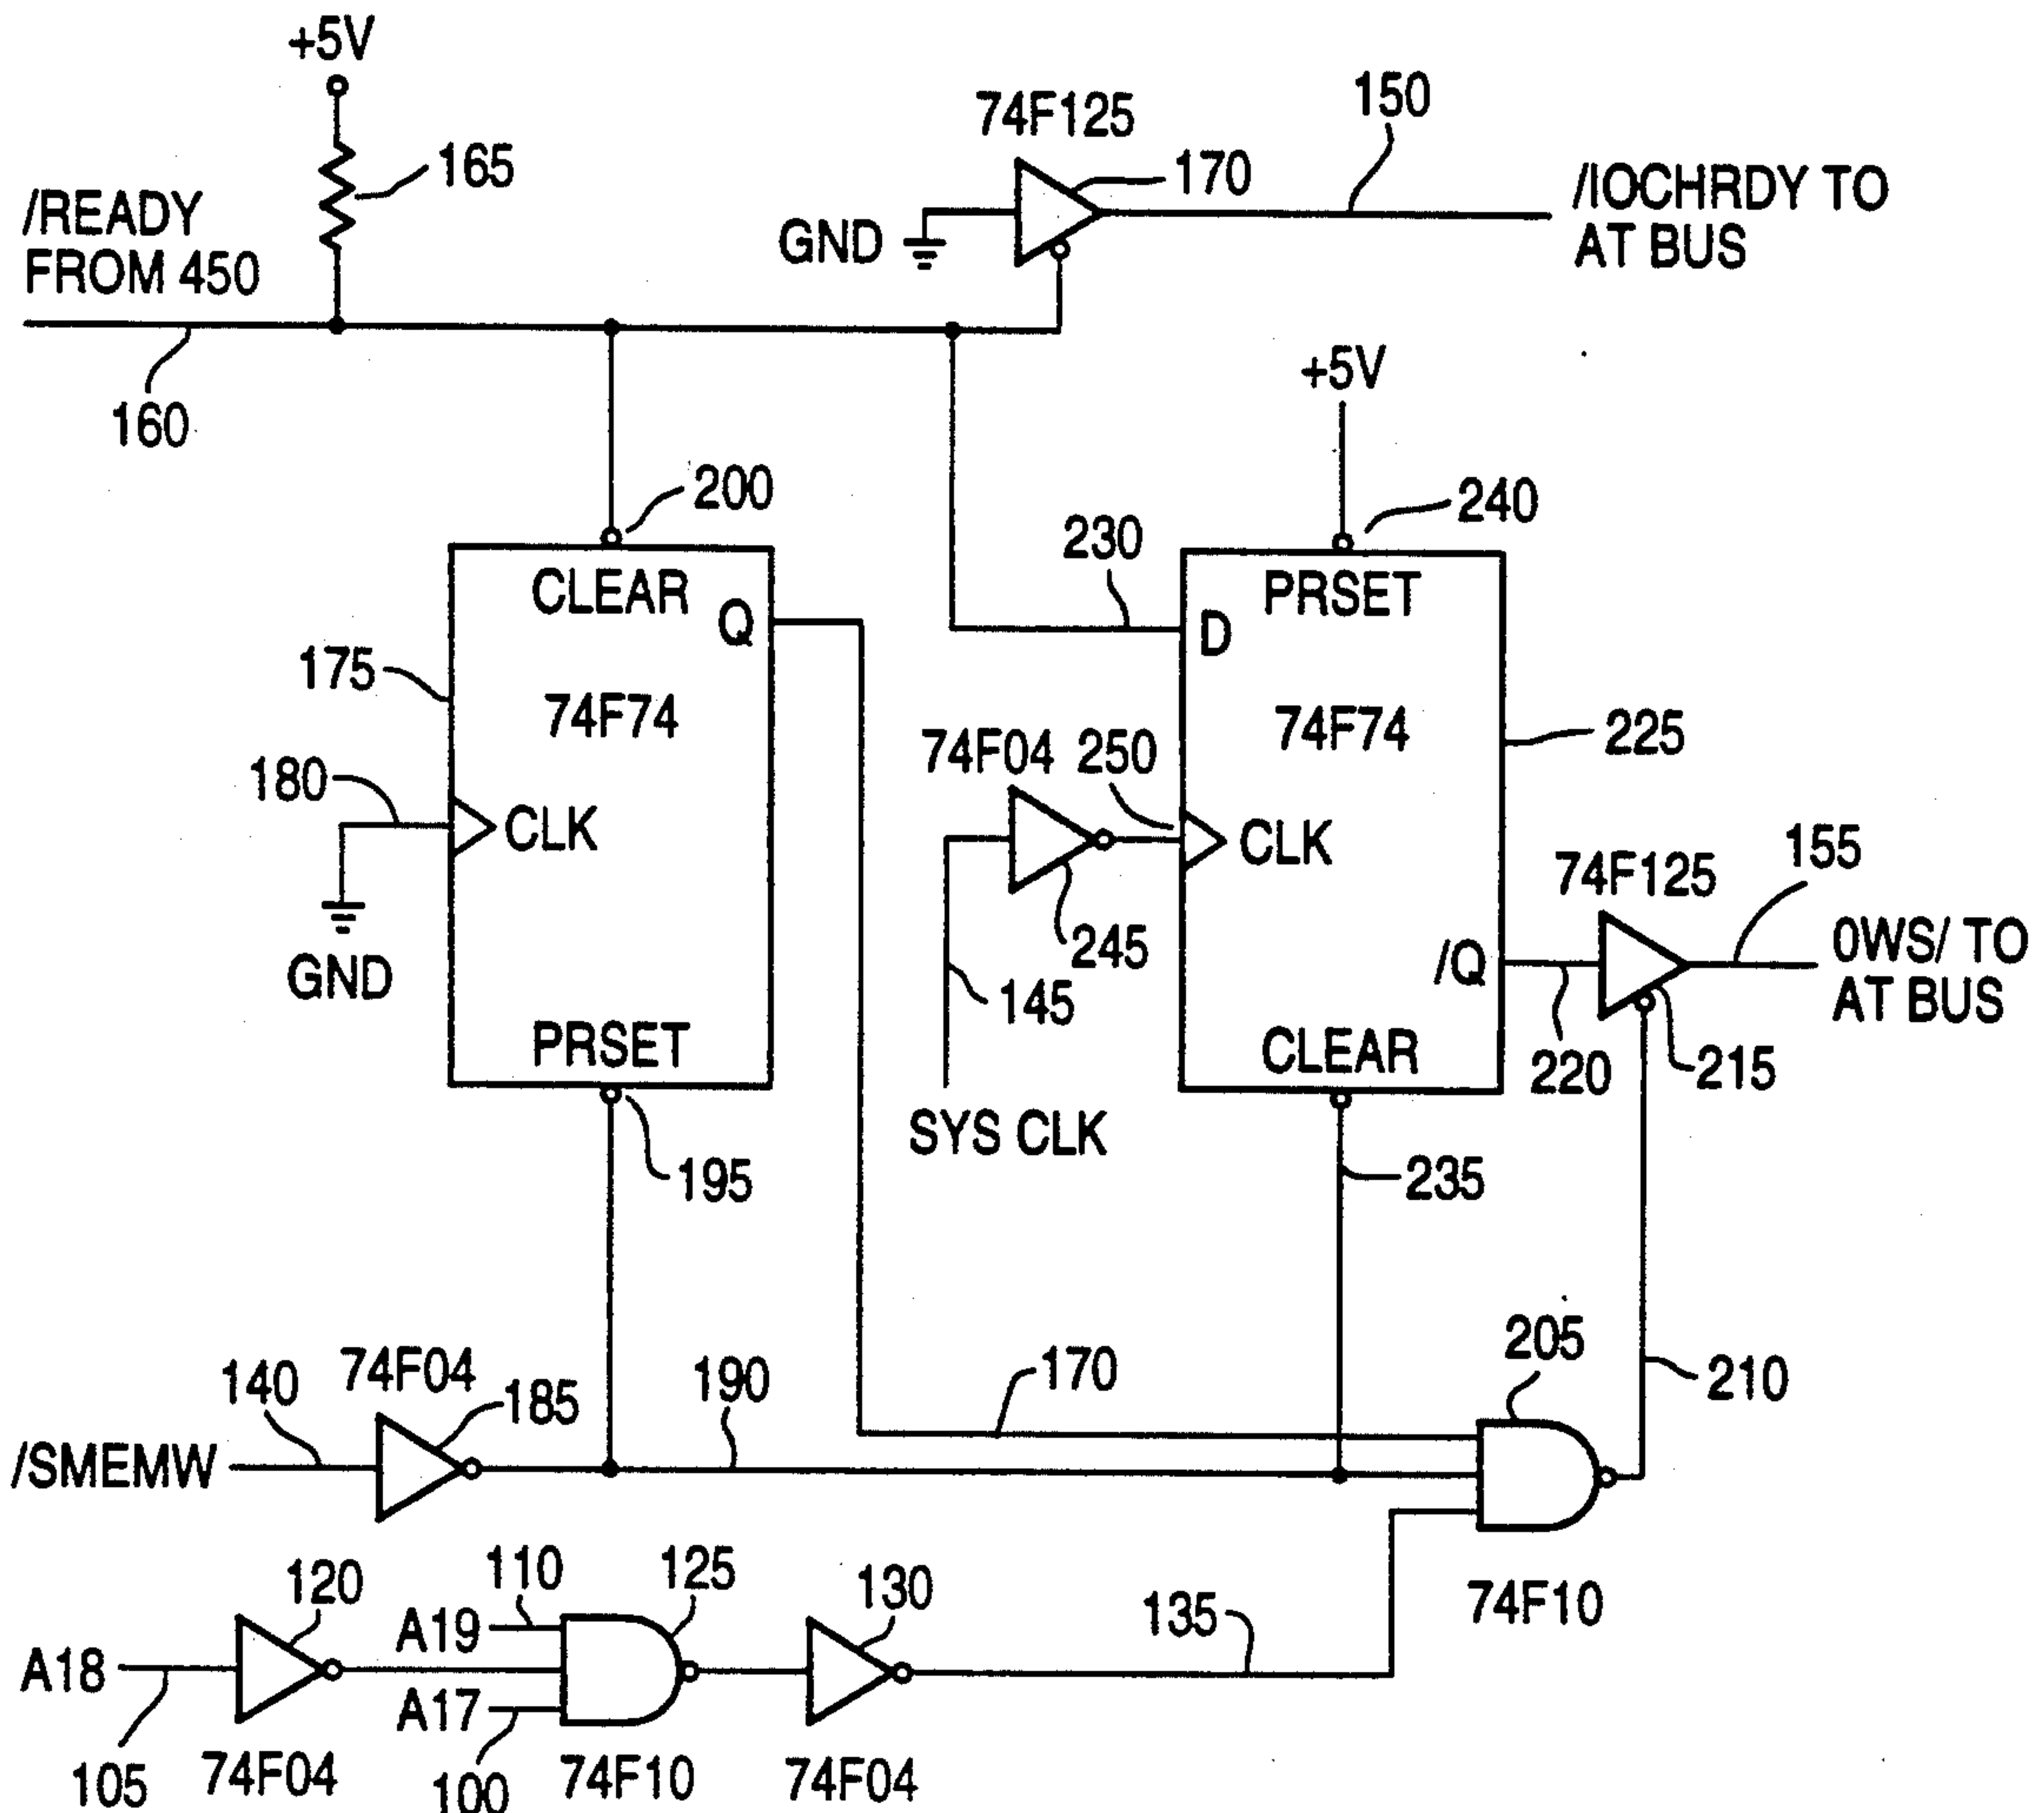 +5V
165
/READY
FROM 450
160
74F125
170
150
GND
/IOCHRDY TO
AT BUS
+5V
200
240
230
CLEAR
Q
PRSET
D
175
74F74
74F74
225
180
CLK
74F04
250
CLK
245
74F125
155
GND
145
/Q
0WS/ TO
AT BUS
220
215
PRSET
CLEAR
SYS CLK
195
235
205
210
140
74F04
185
190
170
/SMEMW
74F10
120
110
125
130
135
A19
A18
A17
105
74F04
100
74F10
74F04